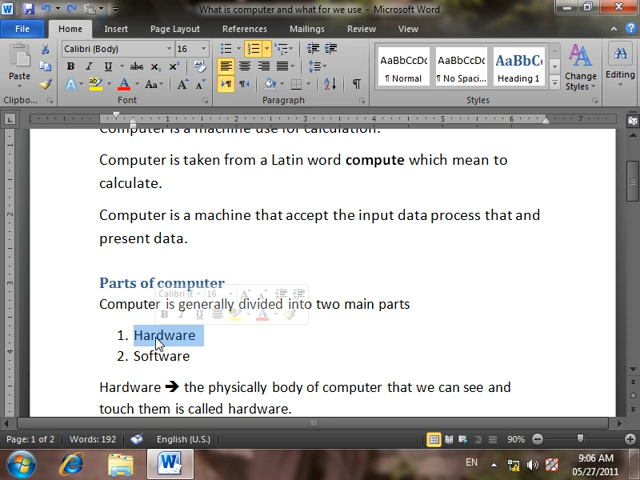 What is computer and what for we use - Microsoft Word
File Home Insert Page Layout References Mailings Review View
Calibri (Body) 16
Paste
AaBbCcDc AaBbCcDc AaBbC
¶ Normal ¶ No Spaci... Heading 1
Change Styles
Editing
Clipbo... Font Paragraph Styles
Computer is a machine use for calculation.
Computer is taken from a Latin word compute which mean to
calculate.
Computer is a machine that accept the input data process that and
present data.
Parts of computer
Computer is generally divided into two main parts
1. Hardware
2. Software
Hardware ➔ the physically body of computer that we can see and
touch them is called hardware.
Page: 1 of 2 Words: 192 English (U.S.) 90%
EN 9:06 AM
05/27/2011